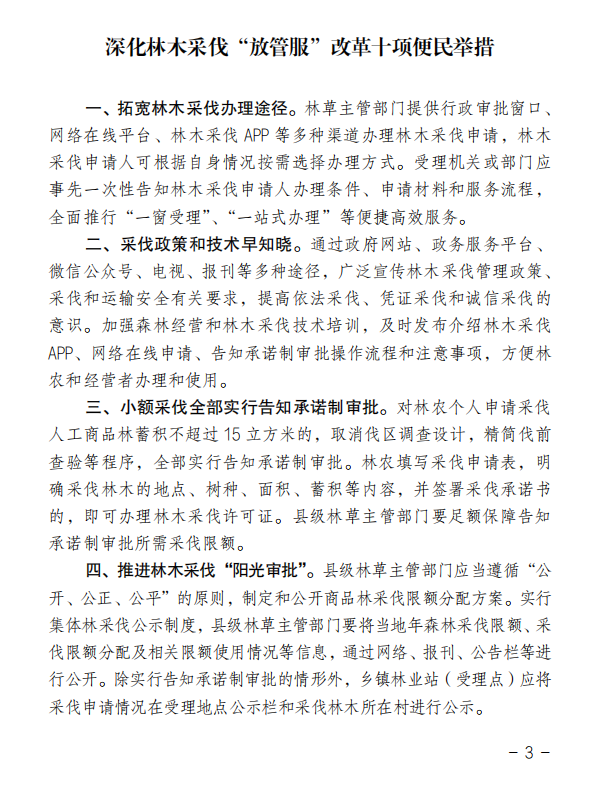 深化林木采伐“放管服”改革十项便民举措
一、拓宽林木采伐办理途径。林草主管部门提供行政审批窗口、
网络在线平台、林木采伐 APP 等多种渠道办理林木采伐申请，林木
采伐申请人可根据自身情况按需选择办理方式。受理机关或部门应
事先一次性告知林木采伐申请人办理条件、申请材料和服务流程，
全面推行“一窗受理”、“一站式办理”等便捷高效服务。
二、采伐政策和技术早知晓。通过政府网站、政务服务平台、
微信公众号、电视、报刊等多种途径，广泛宣传林木采伐管理政策、
采伐和运输安全有关要求，提高依法采伐、凭证采伐和诚信采伐的
意识。加强森林经营和林木采伐技术培训，及时发布介绍林木采伐
APP、网络在线申请、告知承诺制审批操作流程和注意事项，方便林
农和经营者办理和使用。
三、小额采伐全部实行告知承诺制审批。对林农个人申请采伐
人工商品林蓄积不超过 15 立方米的，取消伐区调查设计，精简伐前
查验等程序，全部实行告知承诺制审批。林农填写采伐申请表，明
确采伐林木的地点、树种、面积、蓄积等内容，并签署采伐承诺书
的，即可办理林木采伐许可证。县级林草主管部门要足额保障告知
承诺制审批所需采伐限额。
四、推进林木采伐“阳光审批”。县级林草主管部门应当遵循“公
开、公正、公平”的原则，制定和公开商品林采伐限额分配方案。实行
集体林采伐公示制度，县级林草主管部门要将当地年森林采伐限额、采
伐限额分配及相关限额使用情况等信息，通过网络、报刊、公告栏等进
行公开。除实行告知承诺制审批的情形外，乡镇林业站（受理点）应将
采伐申请情况在受理地点公示栏和采伐林木所在村进行公示。
- 3 -